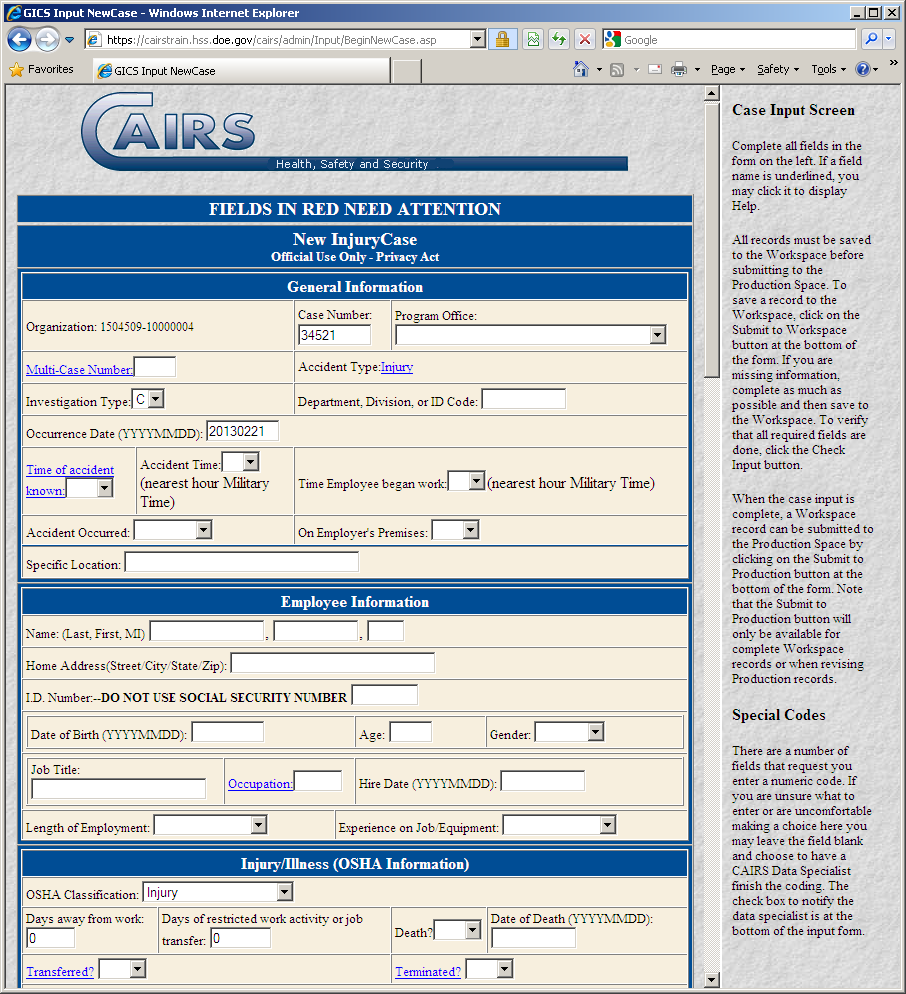 GICS Input NewCase - Windows Internet Explorer
https://cairstrain.hss.doe.gov/cairs/admin/Input/BeginNewCase.asp
Google
Favorites
GICS Input NewCase
Page
Safety
Tools
CAIRS
Health, Safety and Security
FIELDS IN RED NEED ATTENTION
New InjuryCase
Official Use Only - Privacy Act
General Information
Organization: 1504509-10000004
Case Number:
34521
Program Office:
Multi-Case Number:
Accident Type:Injury
Investigation Type: C
Department, Division, or ID Code:
Occurrence Date (YYYYMMDD): 20130221
Time of accident
known:
Accident Time:
(nearest hour Military
Time)
Time Employee began work: (nearest hour Military Time)
Accident Occurred:
On Employer's Premises:
Specific Location:
Employee Information
Name: (Last, First, MI) , ,
Home Address(Street/City/State/Zip):
I.D. Number:--DO NOT USE SOCIAL SECURITY NUMBER
Date of Birth (YYYYMMDD):
Age:
Gender:
Job Title:
Occupation:
Hire Date (YYYYMMDD):
Length of Employment:
Experience on Job/Equipment:
Injury/Illness (OSHA Information)
OSHA Classification: Injury
Days away from work:
0
Days of restricted work activity or job
transfer: 0
Death?
Date of Death (YYYYMMDD):
Transferred?
Terminated?
Case Input Screen
Complete all fields in the
form on the left. If a field
name is underlined, you
may click it to display
Help.
All records must be saved
to the Workspace before
submitting to the
Production Space. To
save a record to the
Workspace, click on the
Submit to Workspace
button at the bottom of
the form. If you are
missing information,
complete as much as
possible and then save to
the Workspace. To verify
that all required fields are
done, click the Check
Input button.
When the case input is
complete, a Workspace
record can be submitted to
the Production Space by
clicking on the Submit to
Production button at the
bottom of the form. Note
that the Submit to
Production button will
only be available for
complete Workspace
records or when revising
Production records.
Special Codes
There are a number of
fields that request you
enter a numeric code. If
you are unsure what to
enter or are uncomfortable
making a choice here you
may leave the field blank
and choose to have a
CAIRS Data Specialist
finish the coding. The
check box to notify the
data specialist is at the
bottom of the input form.